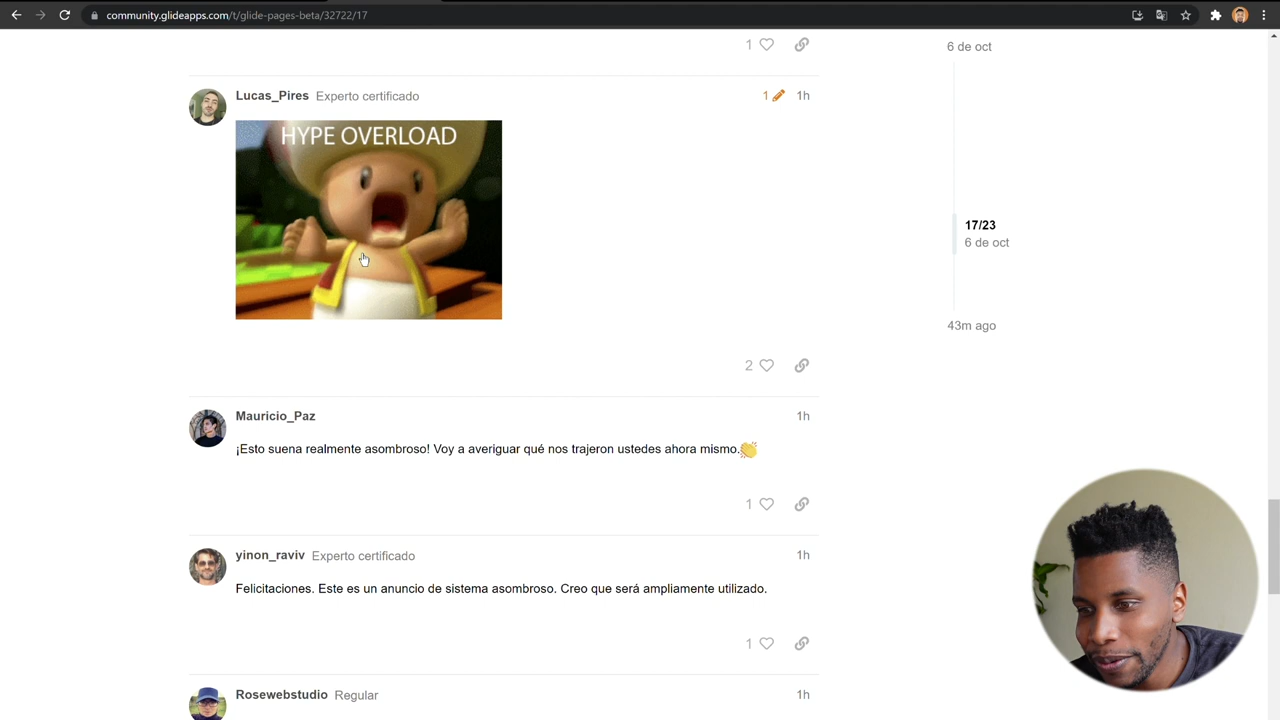 community.glideapps.com/t/glide-pages-beta/32722/17
1
6 de oct
Lucas_Pires Experto certificado
1 1h
HYPE OVERLOAD
17/23
6 de oct
43m ago
2
Mauricio_Paz
1h
¡Esto suena realmente asombroso! Voy a averiguar qué nos trajeron ustedes ahora mismo.
1
yinon_raviv Experto certificado
1h
Felicitaciones. Este es un anuncio de sistema asombroso. Creo que será ampliamente utilizado.
1
Rosewebstudio Regular
1h